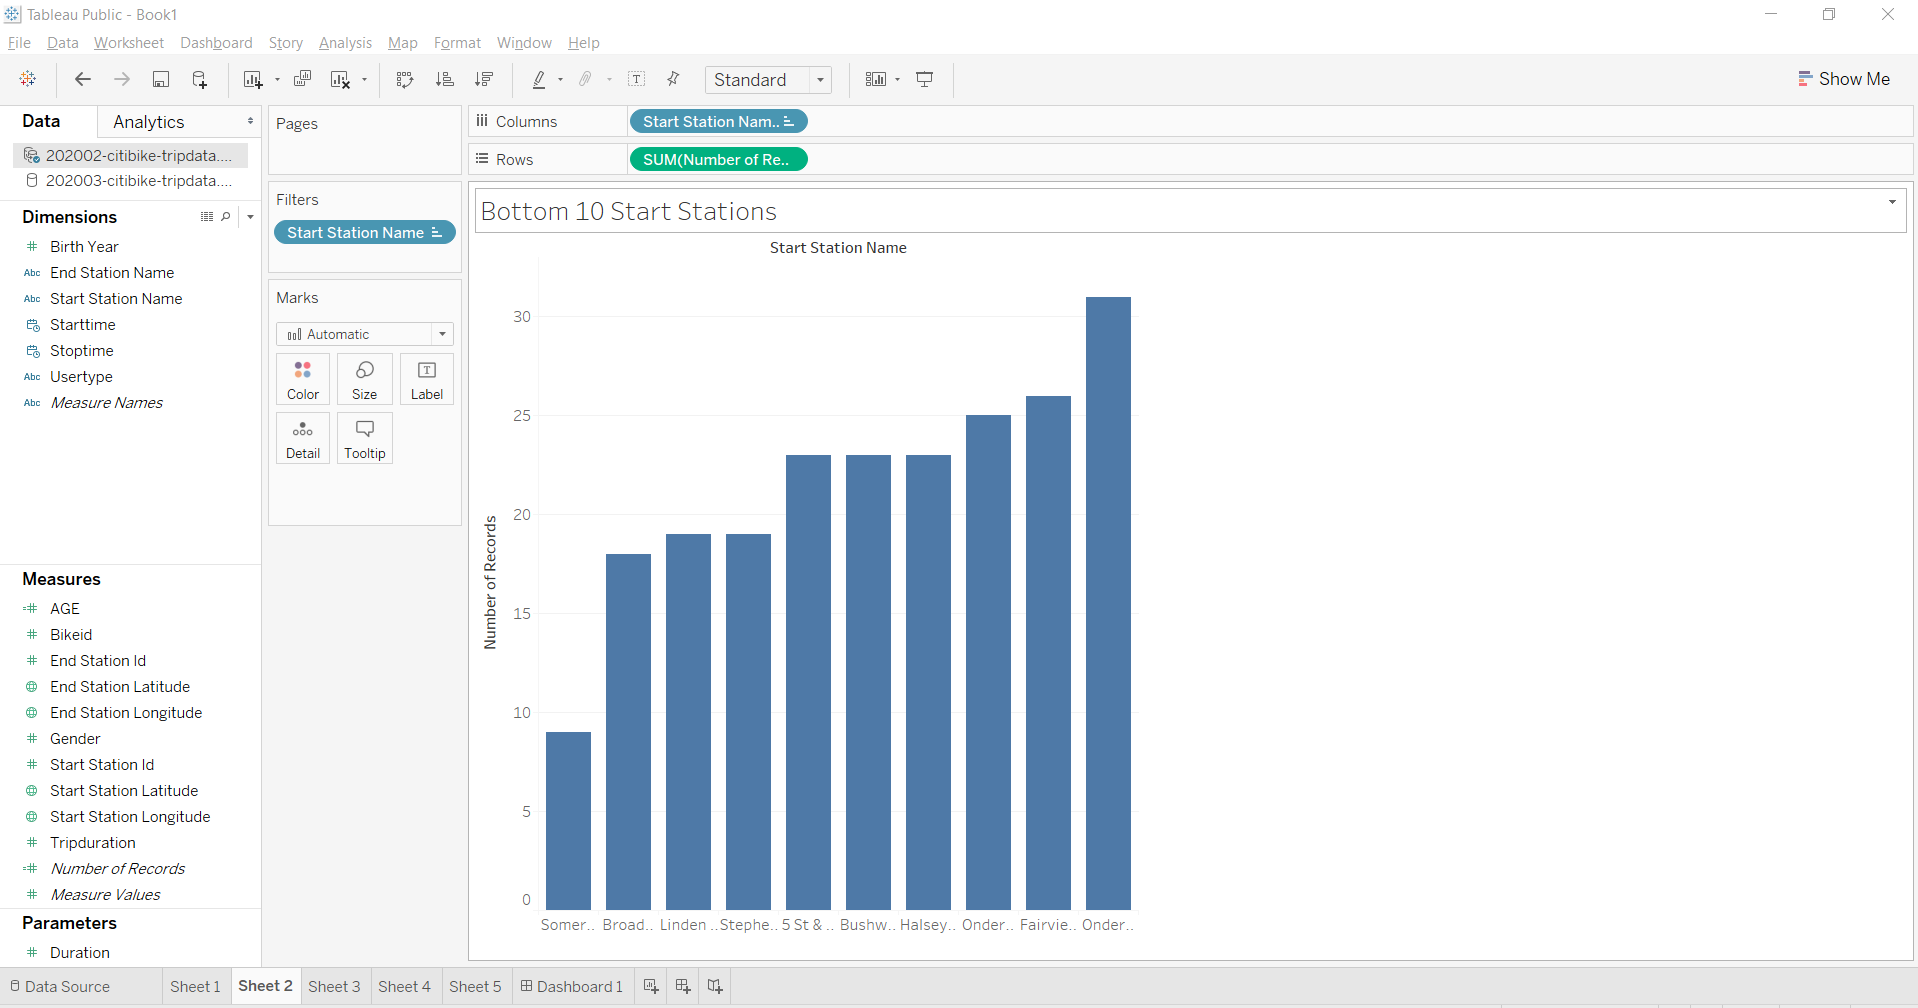 Tableau Public - Book1
File Data Worksheet Dashboard Story Analysis Map Format Window Help
Standard
Show Me
Data Analytics
202002-citibike-tripdata....
202003-citibike-tripdata....
Dimensions
Birth Year
Abc End Station Name
Abc Start Station Name
Starttime
Stoptime
Abc Usertype
Abc Measure Names
Measures
AGE
Bikeid
End Station Id
End Station Latitude
End Station Longitude
Gender
Start Station Id
Start Station Latitude
Start Station Longitude
Tripduration
Number of Records
Measure Values
Parameters
Duration
Pages
Filters
Start Station Name
Marks
Automatic
Color Size Label
Detail Tooltip
Columns Start Station Nam..
Rows SUM(Number of Re..
Bottom 10 Start Stations
Start Station Name
Number of Records
30
25
20
15
10
5
0
Somer.. Broad.. Linden .. Stephe.. 5 St & .. Bushw.. Halsey.. Onder.. Fairvie.. Onder..
Data Source Sheet 1 Sheet 2 Sheet 3 Sheet 4 Sheet 5 Dashboard 1